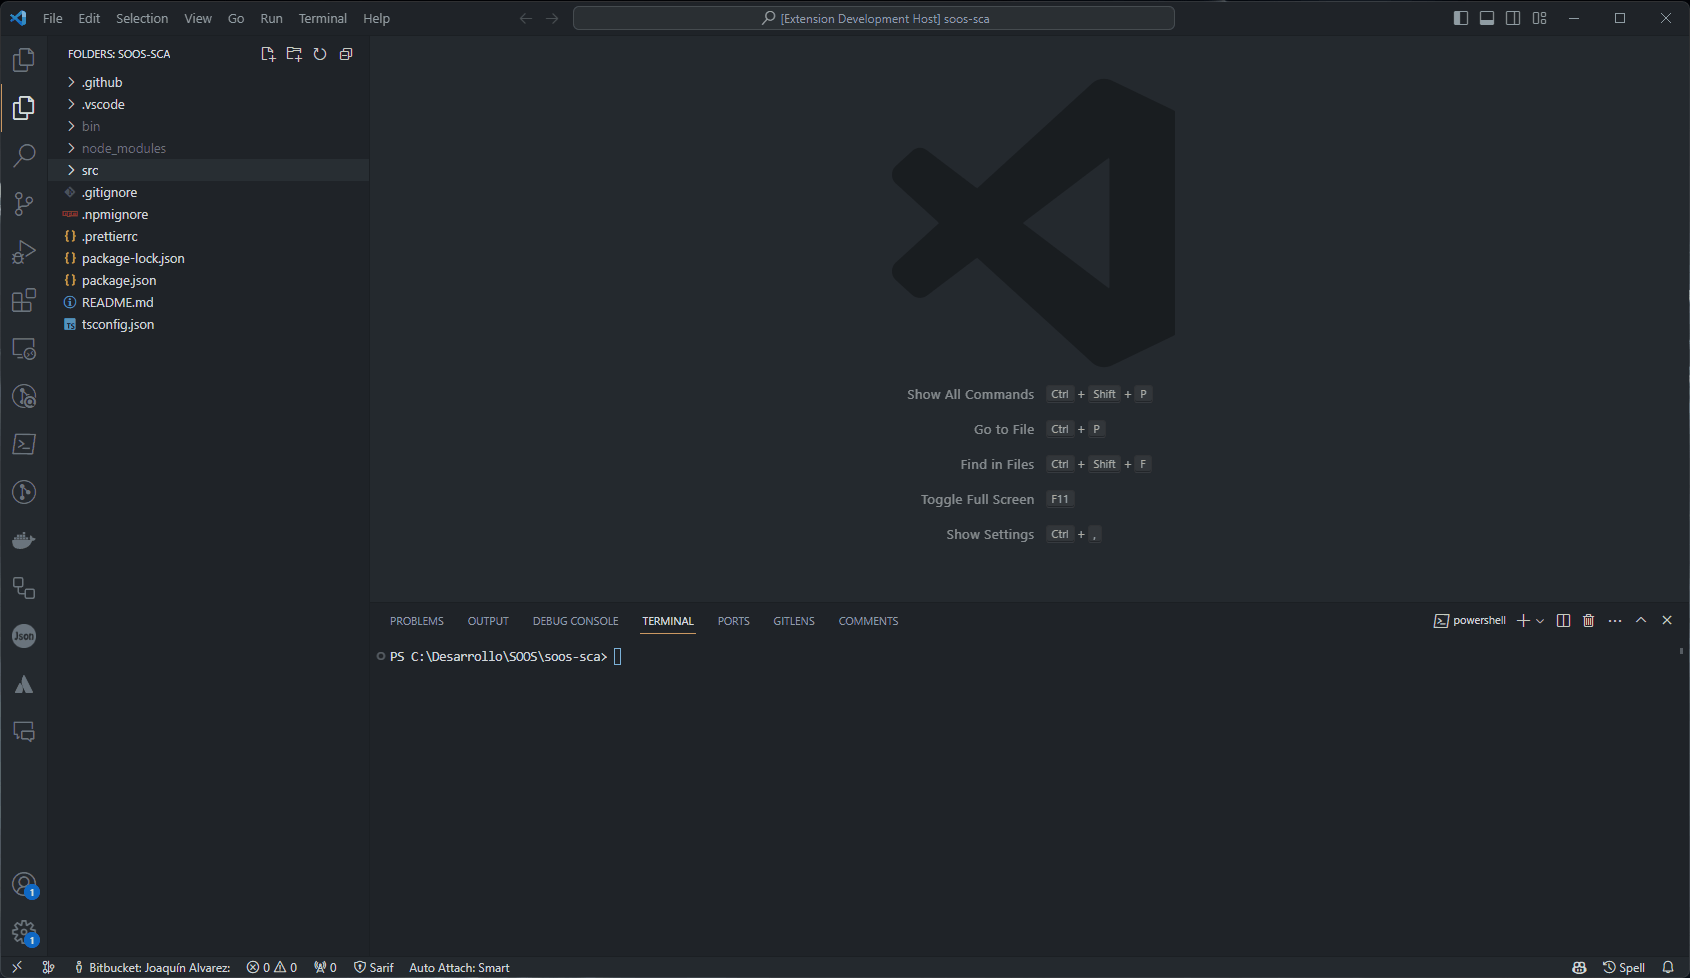 File Edit Selection View Go Run Terminal Help
[Extension Development Host] soos-sca
FOLDERS: SOOS-SCA
.github
.vscode
bin
node_modules
src
.gitignore
.npmignore
{} .prettierrc
{} package-lock.json
{} package.json
README.md
TS tsconfig.json
Json
1
1
Show All Commands Ctrl + Shift + P
Go to File Ctrl + P
Find in Files Ctrl + Shift + F
Toggle Full Screen F11
Show Settings Ctrl + ,
PROBLEMS OUTPUT DEBUG CONSOLE TERMINAL PORTS GITLENS COMMENTS
powershell
PS C:\Desarrollo\SOOS\soos-sca>
Bitbucket: Joaquín Alvarez: 0 0 0 Sarif Auto Attach: Smart
Spell